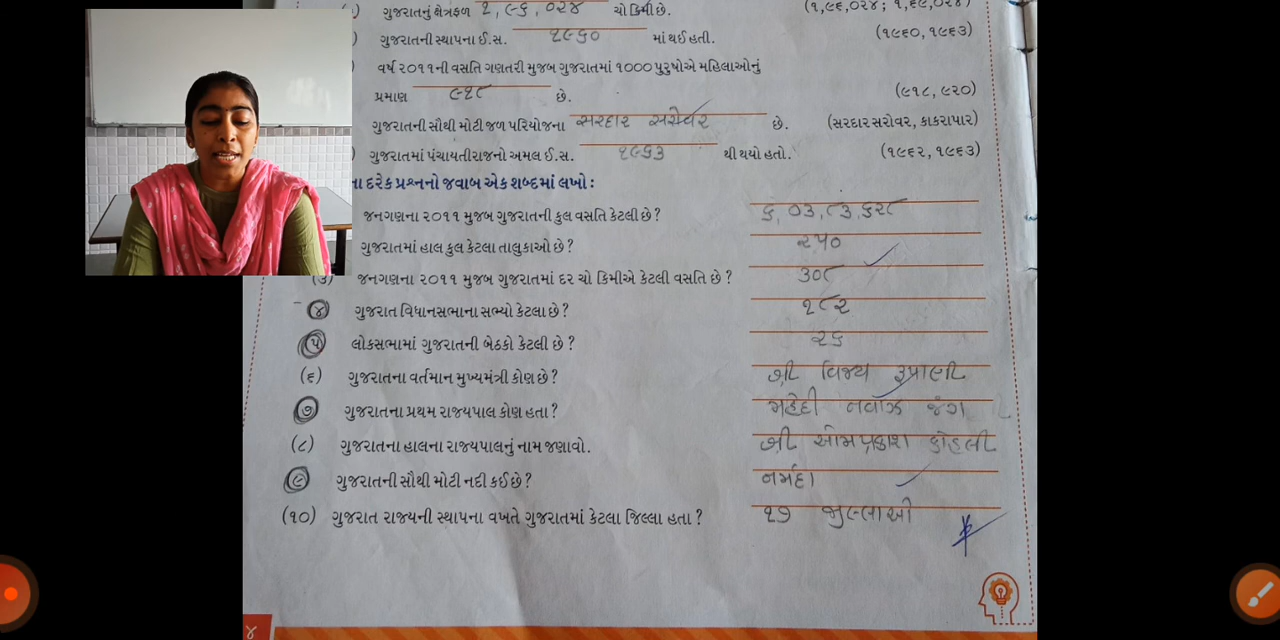 ગુજરાતનું ક્ષેત્રફળ ૧,૯૬,૦૨૪ ચો કિમી છે. (૧,૯૬,૦૨૪; ૧,૬૯,૦૨૪)
ગુજરાતની સ્થાપના ઈ.સ. ૧૯૬૦ માં થઈ હતી. (૧૯૬૦, ૧૯૬૩)
વર્ષ ૨૦૧૧ની વસતિ ગણતરી મુજબ ગુજરાતમાં ૧૦૦૦ પુરુષોએ મહિલાઓનું
પ્રમાણ ૯૧૮ છે. (૯૧૮, ૯૨૦)
ગુજરાતની સૌથી મોટી જળ પરિયોજના સરદાર સરોવર છે. (સરદાર સરોવર, કાકરાપાર)
ગુજરાતમાં પંચાયતીરાજનો અમલ ઈ.સ. ૧૯૬૩ થી થયો હતો. (૧૯૬૨, ૧૯૬૩)
ના દરેક પ્રશ્નનો જવાબ એક શબ્દમાં લખો :
જનગણના ૨૦૧૧ મુજબ ગુજરાતની કુલ વસતિ કેટલી છે? ૬,૦૩,૮૩,૬૨૮
ગુજરાતમાં હાલ કુલ કેટલા તાલુકાઓ છે? ૨૫૦
(૩) જનગણના ૨૦૧૧ મુજબ ગુજરાતમાં દર ચો કિમીએ કેટલી વસતિ છે? ૩૦૮
(૪) ગુજરાત વિધાનસભાના સભ્યો કેટલા છે? ૧૮૨
(૫) લોકસભામાં ગુજરાતની બેઠકો કેટલી છે? ૨૬
(૬) ગુજરાતના વર્તમાન મુખ્યમંત્રી કોણ છે? શ્રી વિજય રૂપાણી
(૭) ગુજરાતના પ્રથમ રાજ્યપાલ કોણ હતા? મહેદી નવાઝ જંગ
(૮) ગુજરાતના હાલના રાજ્યપાલનું નામ જણાવો. શ્રી ઓમપ્રકાશ કોહલી
(૯) ગુજરાતની સૌથી મોટી નદી કઈ છે? નર્મદા
(૧૦) ગુજરાત રાજ્યની સ્થાપના વખતે ગુજરાતમાં કેટલા જિલ્લા હતા? ૧૭ જીલ્લાઓ
૪